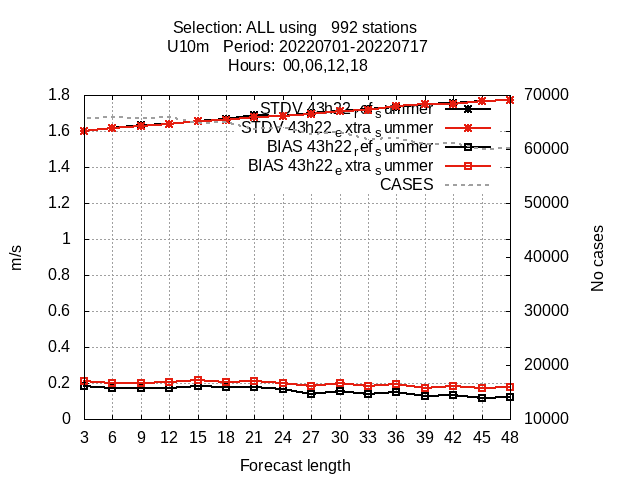 Selection: ALL using   992 stations
U10m   Period: 20220701-20220717
Hours:  00,06,12,18
1.8
1.6
1.4
1.2
1
0.8
0.6
0.4
0.2
0
m/s
70000
60000
50000
40000
30000
20000
10000
No cases
STDV 43h22_ref_summer
STDV 43h22_extra_summer
BIAS 43h22_ref_summer
BIAS 43h22_extra_summer
CASES
3 6 9 12 15 18 21 24 27 30 33 36 39 42 45 48
Forecast length